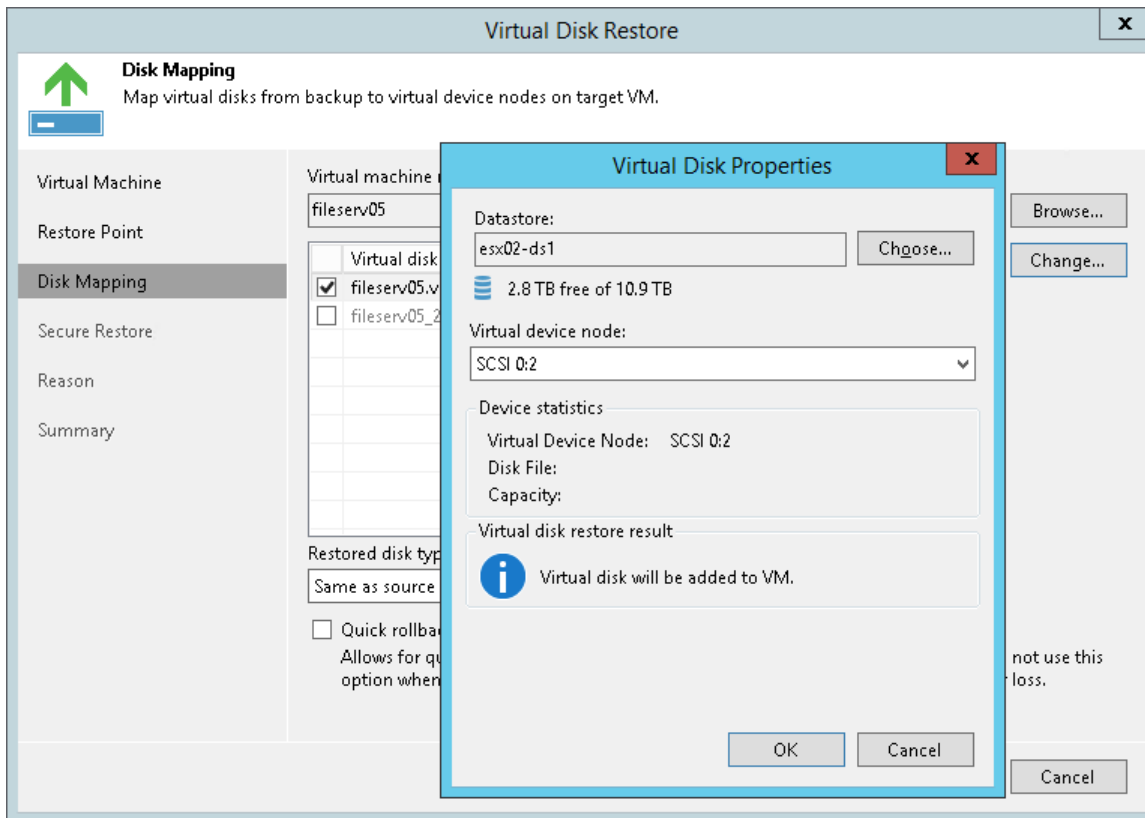 Virtual Disk Restore
x
Disk Mapping
Map virtual disks from backup to virtual device nodes on target VM.
Virtual Machine
Restore Point
Disk Mapping
Secure Restore
Reason
Summary
Virtual machine
fileserv05
Browse...
Virtual disk
Change...
fileserv05.v
fileserv05_2
Restored disk typ
Same as source
Quick rollba
Allows for qu
not use this
option when
loss.
Cancel
Virtual Disk Properties
x
Datastore:
esx02-ds1
Choose...
2.8 TB free of 10.9 TB
Virtual device node:
SCSI 0:2
Device statistics
Virtual Device Node: SCSI 0:2
Disk File:
Capacity:
Virtual disk restore result
i
Virtual disk will be added to VM.
OK
Cancel